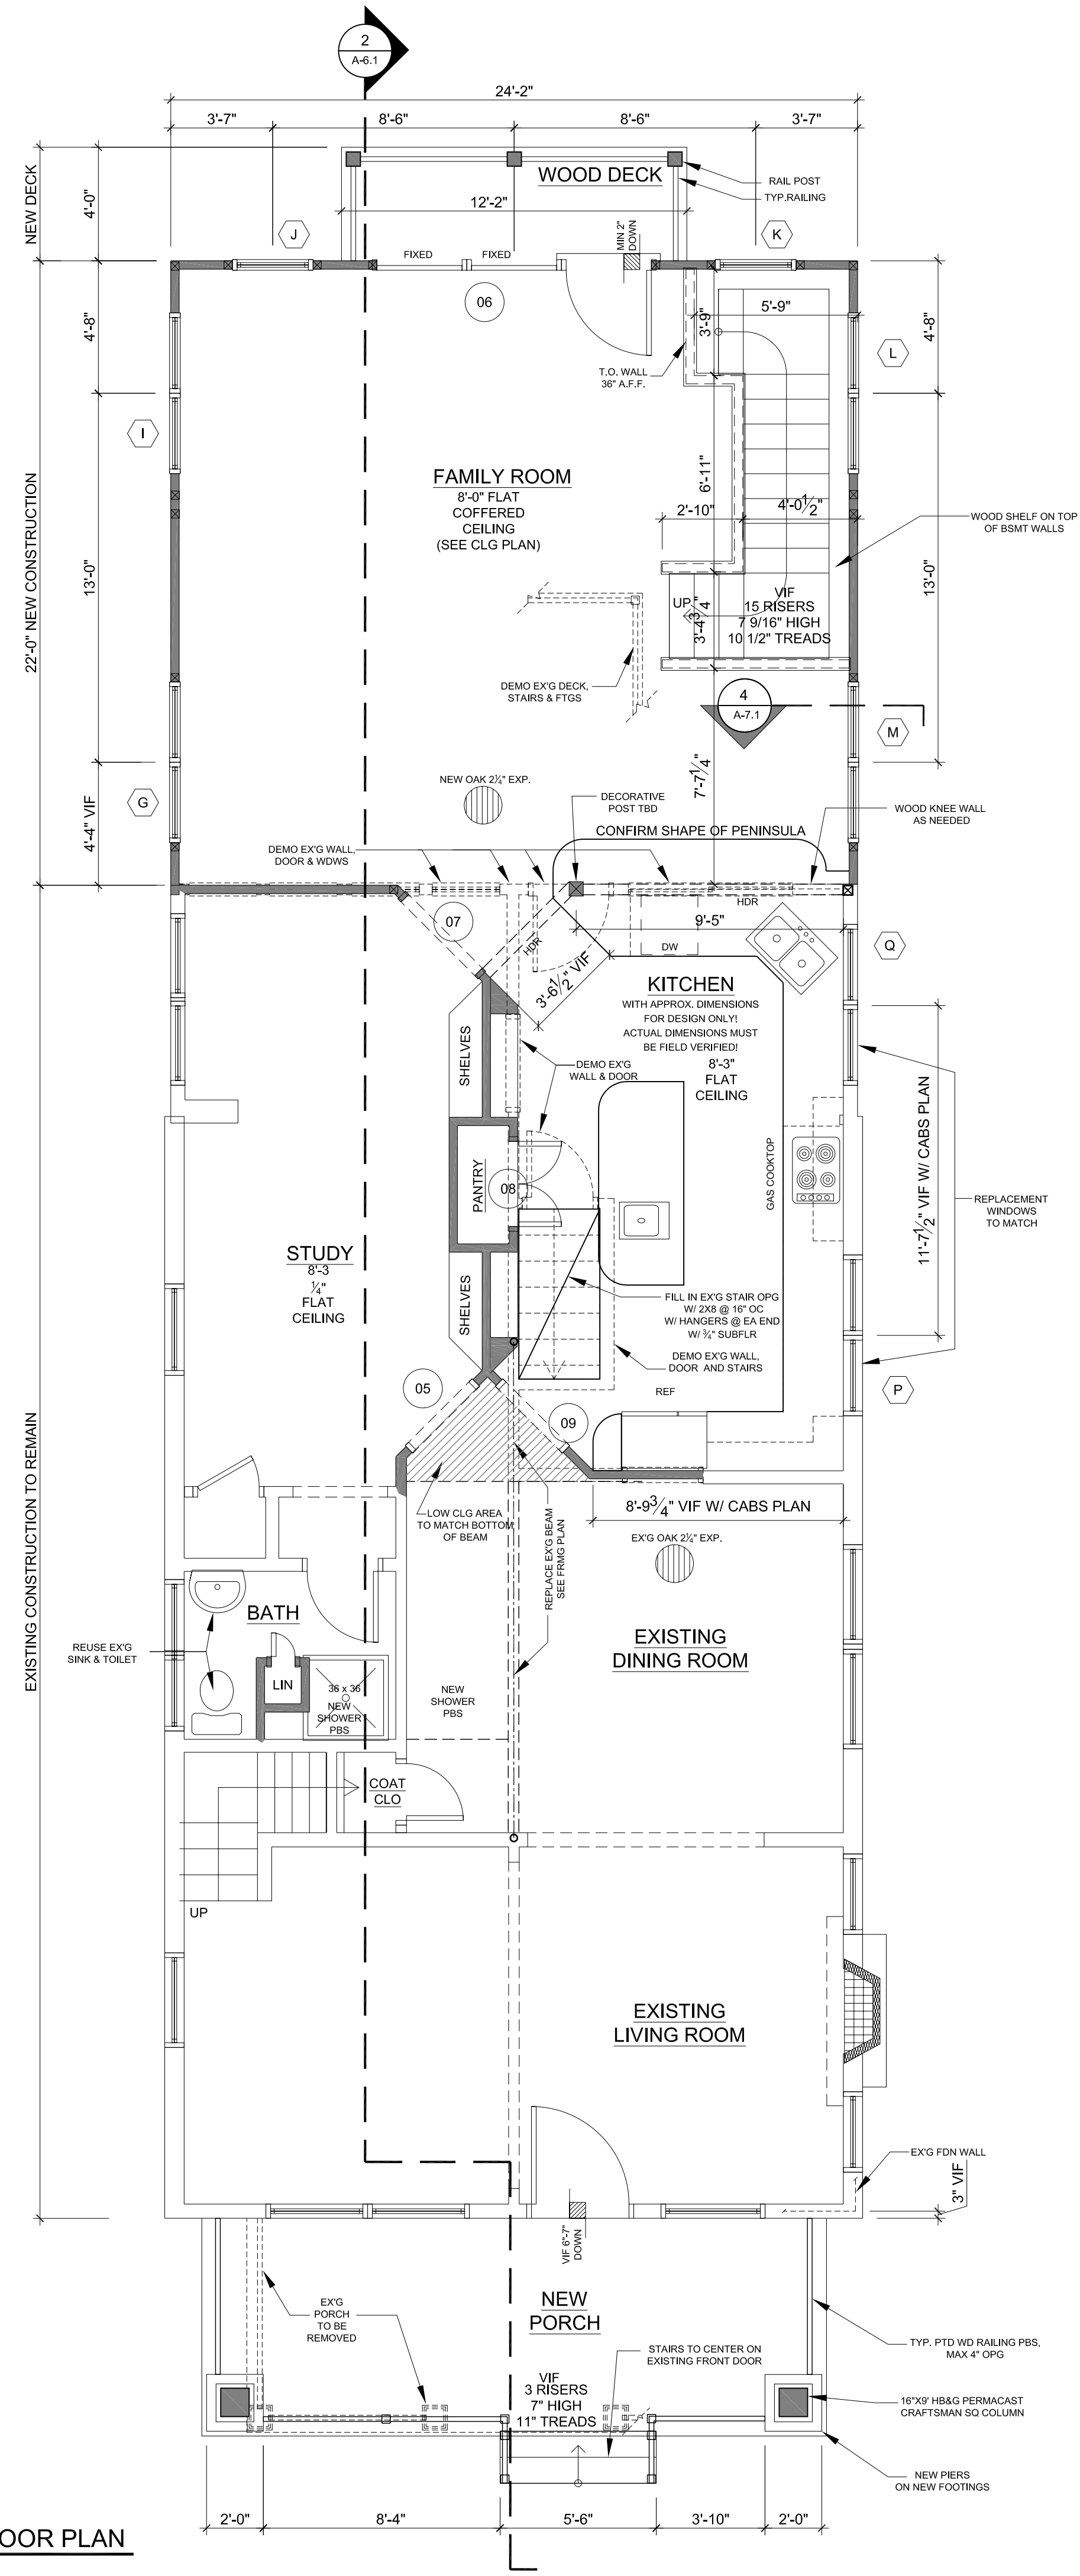 2
A-6.1
24'-2"
3'-7"
8'-6"
8'-6"
3'-7"
NEW DECK
4'-0"
WOOD DECK
RAIL POST
TYP.RAILING
12'-2"
J
K
MIN 2"
DOWN
FIXED
FIXED
06
4'-8"
3'-9"
5'-9"
4'-8"
L
T.O. WALL
36" A.F.F.
I
FAMILY ROOM
8'-0" FLAT
COFFERED
CEILING
(SEE CLG PLAN)
6'-11"
2'-10"
4'-0 1/2"
WOOD SHELF ON TOP
OF BSMT WALLS
22'-0" NEW CONSTRUCTION
13'-0"
13'-0"
UP
3'-4 3/4"
VIF
15 RISERS
7 9/16" HIGH
10 1/2" TREADS
DEMO EX'G DECK,
STAIRS & FTGS
4
A-7.1
M
7'-7 1/4"
NEW OAK 2¼" EXP.
G
4'-4" VIF
DECORATIVE
POST TBD
WOOD KNEE WALL
AS NEEDED
CONFIRM SHAPE OF PENINSULA
DEMO EX'G WALL,
DOOR & WDWS
HDR
07
9'-5"
HDR
DW
Q
3'-6 1/2" VIF
KITCHEN
WITH APPROX. DIMENSIONS
FOR DESIGN ONLY!
ACTUAL DIMENSIONS MUST
BE FIELD VERIFIED!
8'-3"
FLAT
CEILING
SHELVES
DEMO EX'G
WALL & DOOR
11'-7 1/2" VIF W/ CABS PLAN
GAS COOKTOP
PANTRY
08
REPLACEMENT
WINDOWS
TO MATCH
STUDY
8'-3
¼"
FLAT
CEILING
SHELVES
FILL IN EX'G STAIR OPG
W/ 2X8 @ 16" OC
W/ HANGERS @ EA END
W/ ¾" SUBFLR
DEMO EX'G WALL,
DOOR AND STAIRS
REF
P
05
09
EXISTING CONSTRUCTION TO REMAIN
LOW CLG AREA
TO MATCH BOTTOM
OF BEAM
REPLACE EX'G BEAM
SEE FRMG PLAN
8'-9 3/4" VIF W/ CABS PLAN
EX'G OAK 2¼" EXP.
BATH
REUSE EX'G
SINK & TOILET
EXISTING
DINING ROOM
LIN
36 x 36
NEW
SHOWER
PBS
NEW
SHOWER
PBS
COAT
CLO
UP
EXISTING
LIVING ROOM
EX'G FDN WALL
3" VIF
VIF 6"-7"
DOWN
EX'G
PORCH
TO BE
REMOVED
NEW
PORCH
STAIRS TO CENTER ON
EXISTING FRONT DOOR
TYP. PTD WD RAILING PBS,
MAX 4" OPG
VIF
3 RISERS
7" HIGH
11" TREADS
16"X9' HB&G PERMACAST
CRAFTSMAN SQ COLUMN
NEW PIERS
ON NEW FOOTINGS
2'-0"
8'-4"
5'-6"
3'-10"
2'-0"
OOR PLAN